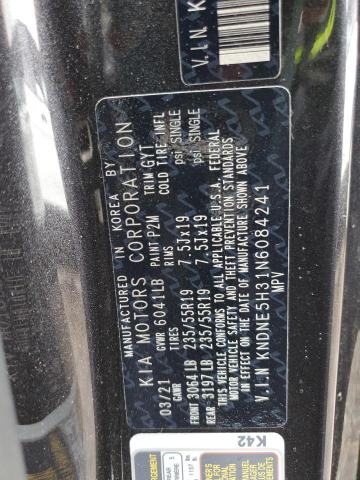 MANUFACTURED IN KOREA BY
KIA MOTORS CORPORATION
03/21 PAINT P2M TRIM GYT
GVWR 6041LB
GAWR TIRES RIMS COLD TIRE INFL
FRONT 3064LB 235/55R19 7.5Jx19 psi SINGLE
REAR 3197LB 235/55R19 7.5Jx19 psi SINGLE
THIS VEHICLE CONFORMS TO ALL APPLICABLE U.S.A. FEDERAL
MOTOR VEHICLE SAFETY, BUMPER, AND THEFT PREVENTION STANDARDS
IN EFFECT ON THE DATE OF MANUFACTURE SHOWN ABOVE
V.I.N KNDNE5H31N6084241
MPV
V.I.N K
K42